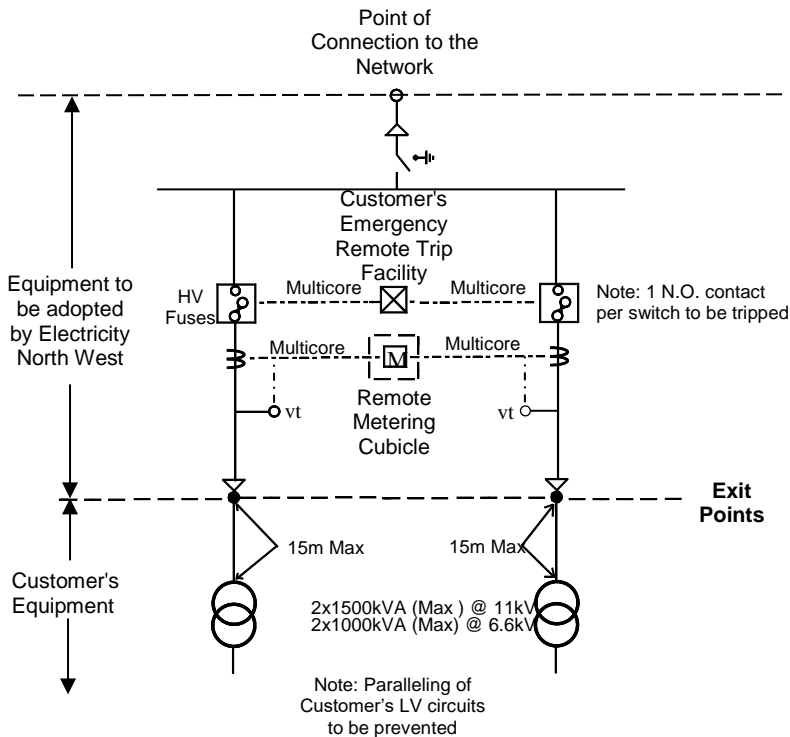 Point of
Connection to the
Network
Customer's
Emergency
Remote Trip
Facility
Equipment to
be adopted
by Electricity
North West
HV
Fuses
Multicore
Multicore
Note: 1 N.O. contact
per switch to be tripped
Multicore
M
Multicore
vt
vt
Remote
Metering
Cubicle
Exit
Points
15m Max
15m Max
Customer's
Equipment
2x1500kVA (Max ) @ 11kV
2x1000kVA (Max) @ 6.6kV
Note: Paralleling of
Customer's LV circuits
to be prevented